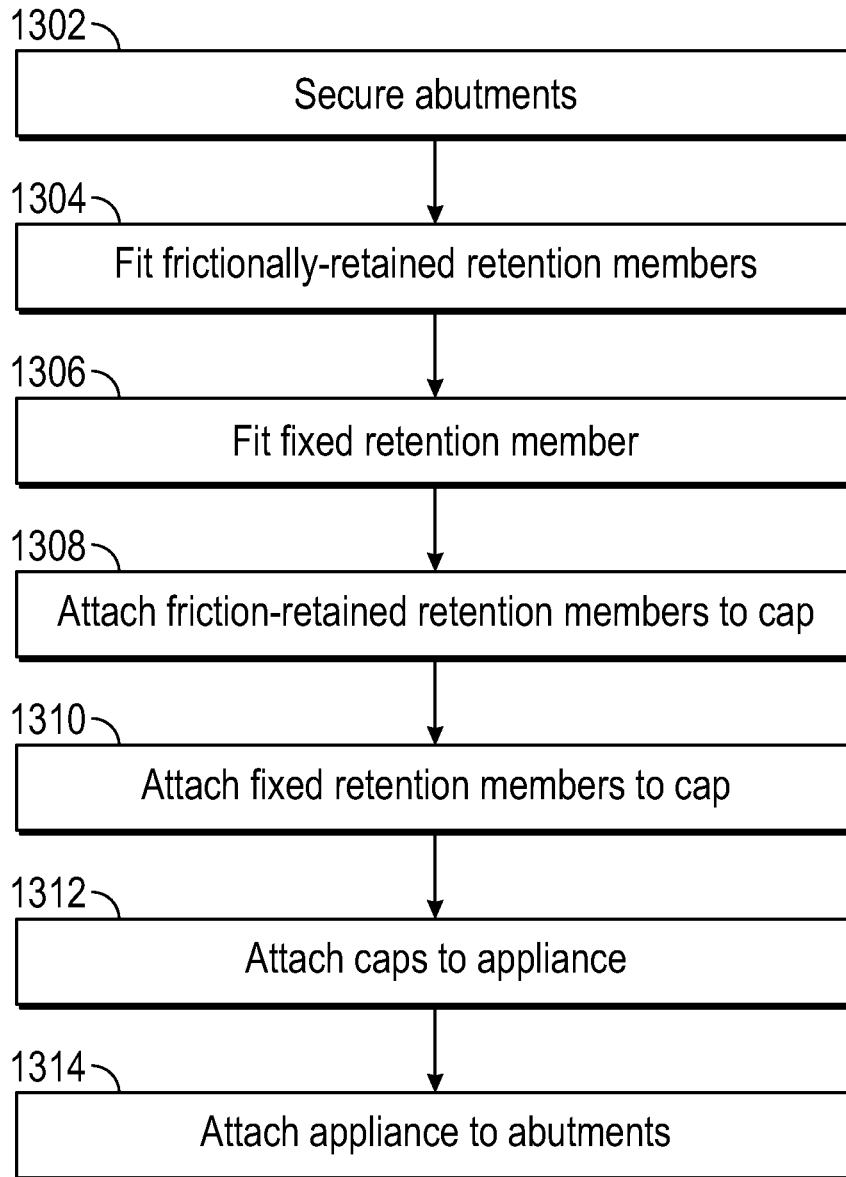 1302
Secure abutments
1304
Fit frictionally-retained retention members
1306
Fit fixed retention member
1308
Attach friction-retained retention members to cap
1310
Attach fixed retention members to cap
1312
Attach caps to appliance
1314
Attach appliance to abutments